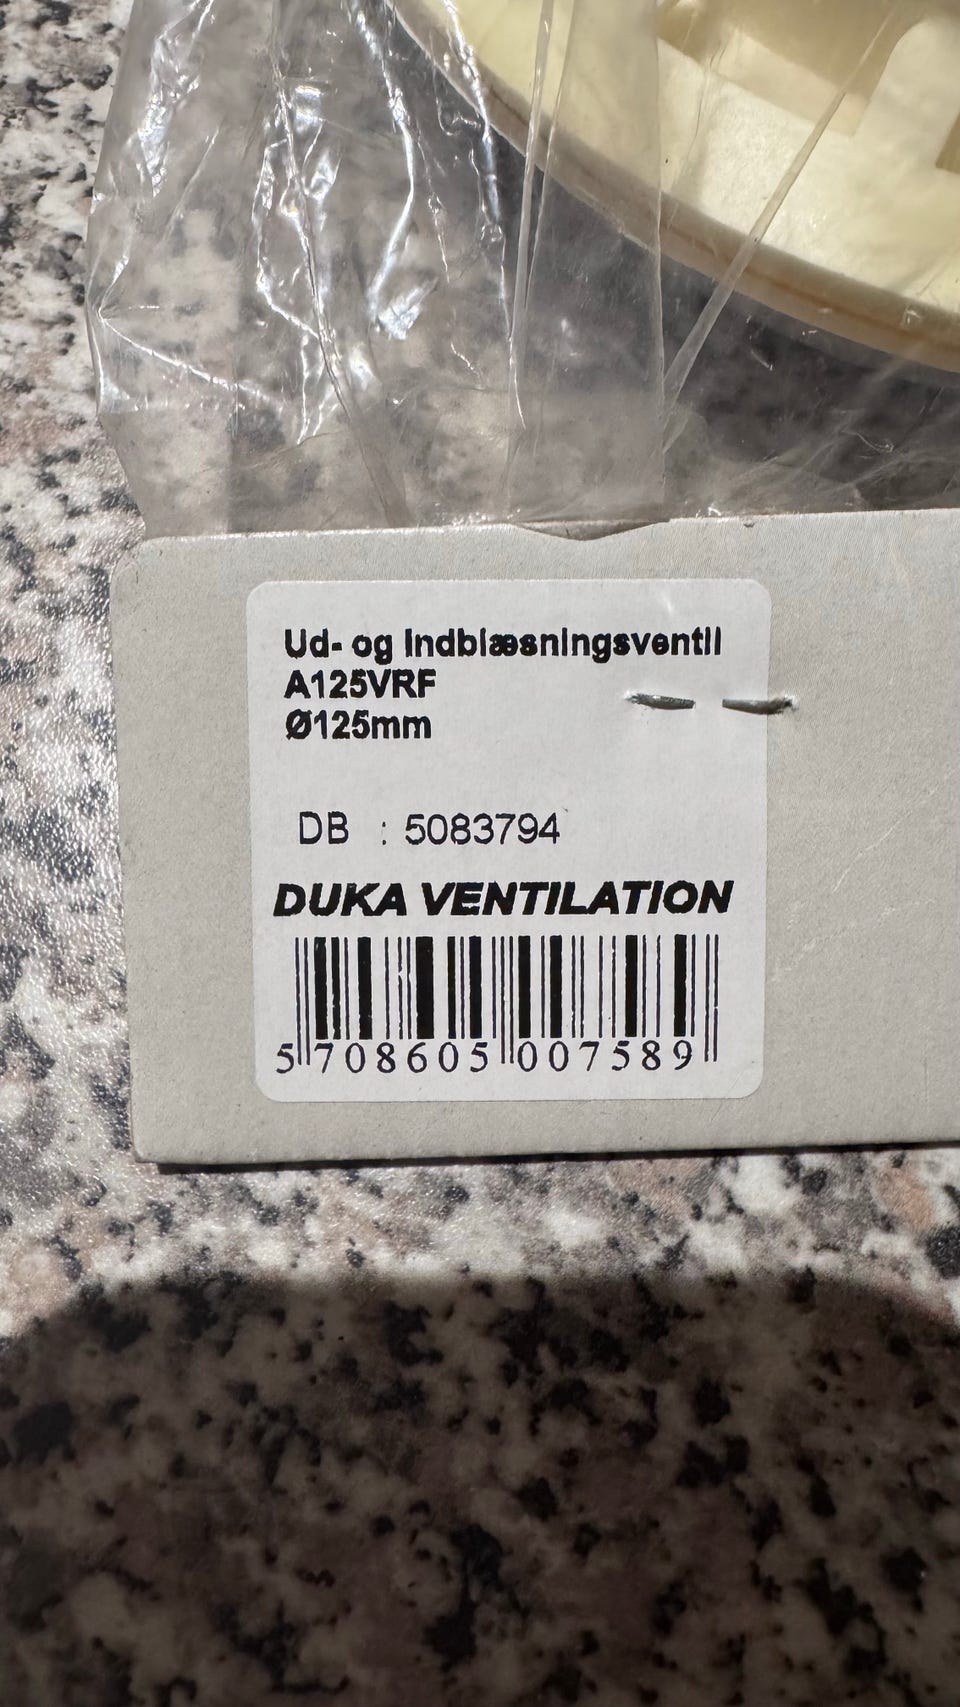 Ud- og Indblæsningsventil
A125VRF
Ø125mm
DB : 5083794
DUKA VENTILATION
5 708605 007589